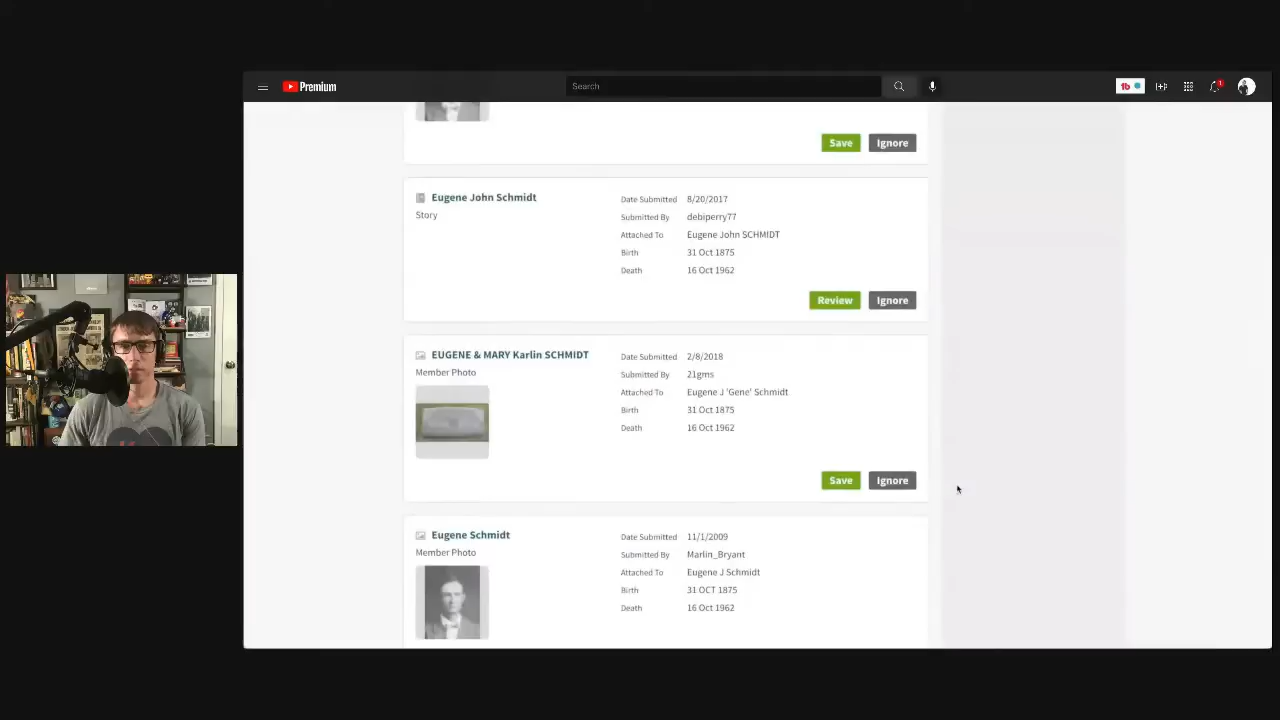 Premium
Search
1b
1
Save
Ignore
Eugene John Schmidt
Story
Date Submitted 8/20/2017
Submitted By debiperry77
Attached To Eugene John SCHMIDT
Birth 31 Oct 1875
Death 16 Oct 1962
Review
Ignore
EUGENE & MARY Karlin SCHMIDT
Member Photo
Date Submitted 2/8/2018
Submitted By 21gms
Attached To Eugene J 'Gene' Schmidt
Birth 31 Oct 1875
Death 16 Oct 1962
Save
Ignore
Eugene Schmidt
Member Photo
Date Submitted 11/1/2009
Submitted By Marlin_Bryant
Attached To Eugene J Schmidt
Birth 31 OCT 1875
Death 16 Oct 1962